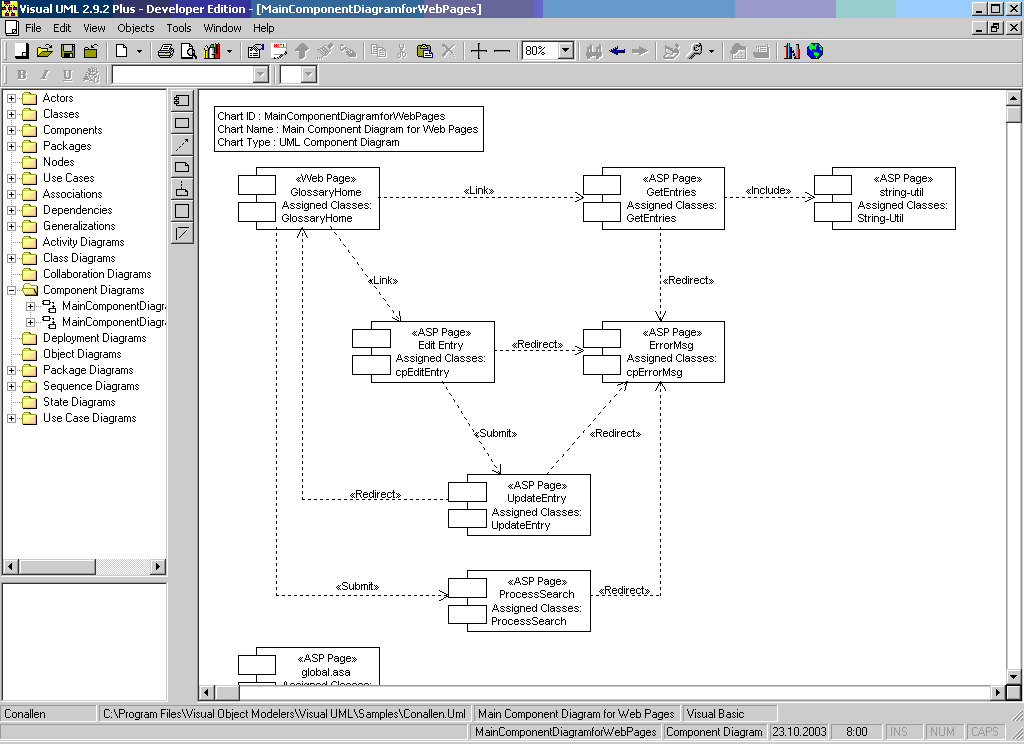 Visual UML 2.9.2 Plus - Developer Edition - [MainComponentDiagramforWebPages]
File Edit View Objects Tools Window Help
80%
B I U
Actors
Classes
Components
Packages
Nodes
Use Cases
Associations
Dependencies
Generalizations
Activity Diagrams
Class Diagrams
Collaboration Diagrams
Component Diagrams
MainComponentDiagr
MainComponentDiagr
Deployment Diagrams
Object Diagrams
Package Diagrams
Sequence Diagrams
State Diagrams
Use Case Diagrams
Chart ID : MainComponentDiagramforWebPages
Chart Name : Main Component Diagram for Web Pages
Chart Type : UML Component Diagram
«Web Page»
GlossaryHome
Assigned Classes:
GlossaryHome
«Link»
«ASP Page»
GetEntries
Assigned Classes:
GetEntries
«Include»
«ASP Page»
string-util
Assigned Classes:
String-Util
«Link»
«Redirect»
«ASP Page»
Edit Entry
Assigned Classes:
cpEditEntry
«Redirect»
«ASP Page»
ErrorMsg
Assigned Classes:
cpErrorMsg
«Submit»
«Redirect»
«Redirect»
«ASP Page»
UpdateEntry
Assigned Classes:
UpdateEntry
«Submit»
«ASP Page»
ProcessSearch
Assigned Classes:
ProcessSearch
«Redirect»
«ASP Page»
global.asa
Assigned Classes:
Conallen C:\Program Files\Visual Object Modelers\Visual UML\Samples\Conallen.Uml Main Component Diagram for Web Pages Visual Basic
MainComponentDiagramforWebPages Component Diagram 23.10.2003 8:00 INS NUM CAPS